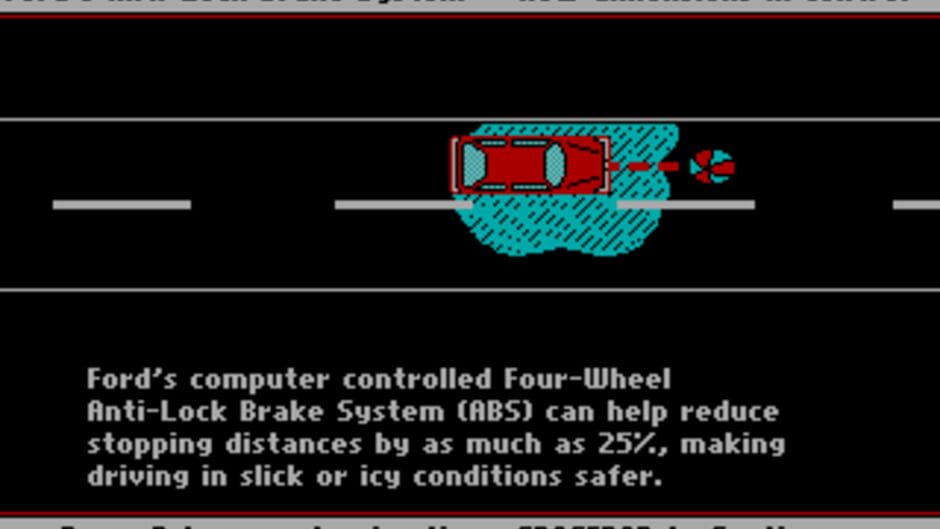 Ford's computer controlled Four-Wheel
Anti-Lock Brake System (ABS) can help reduce
stopping distances by as much as 25%, making
driving in slick or icy conditions safer.